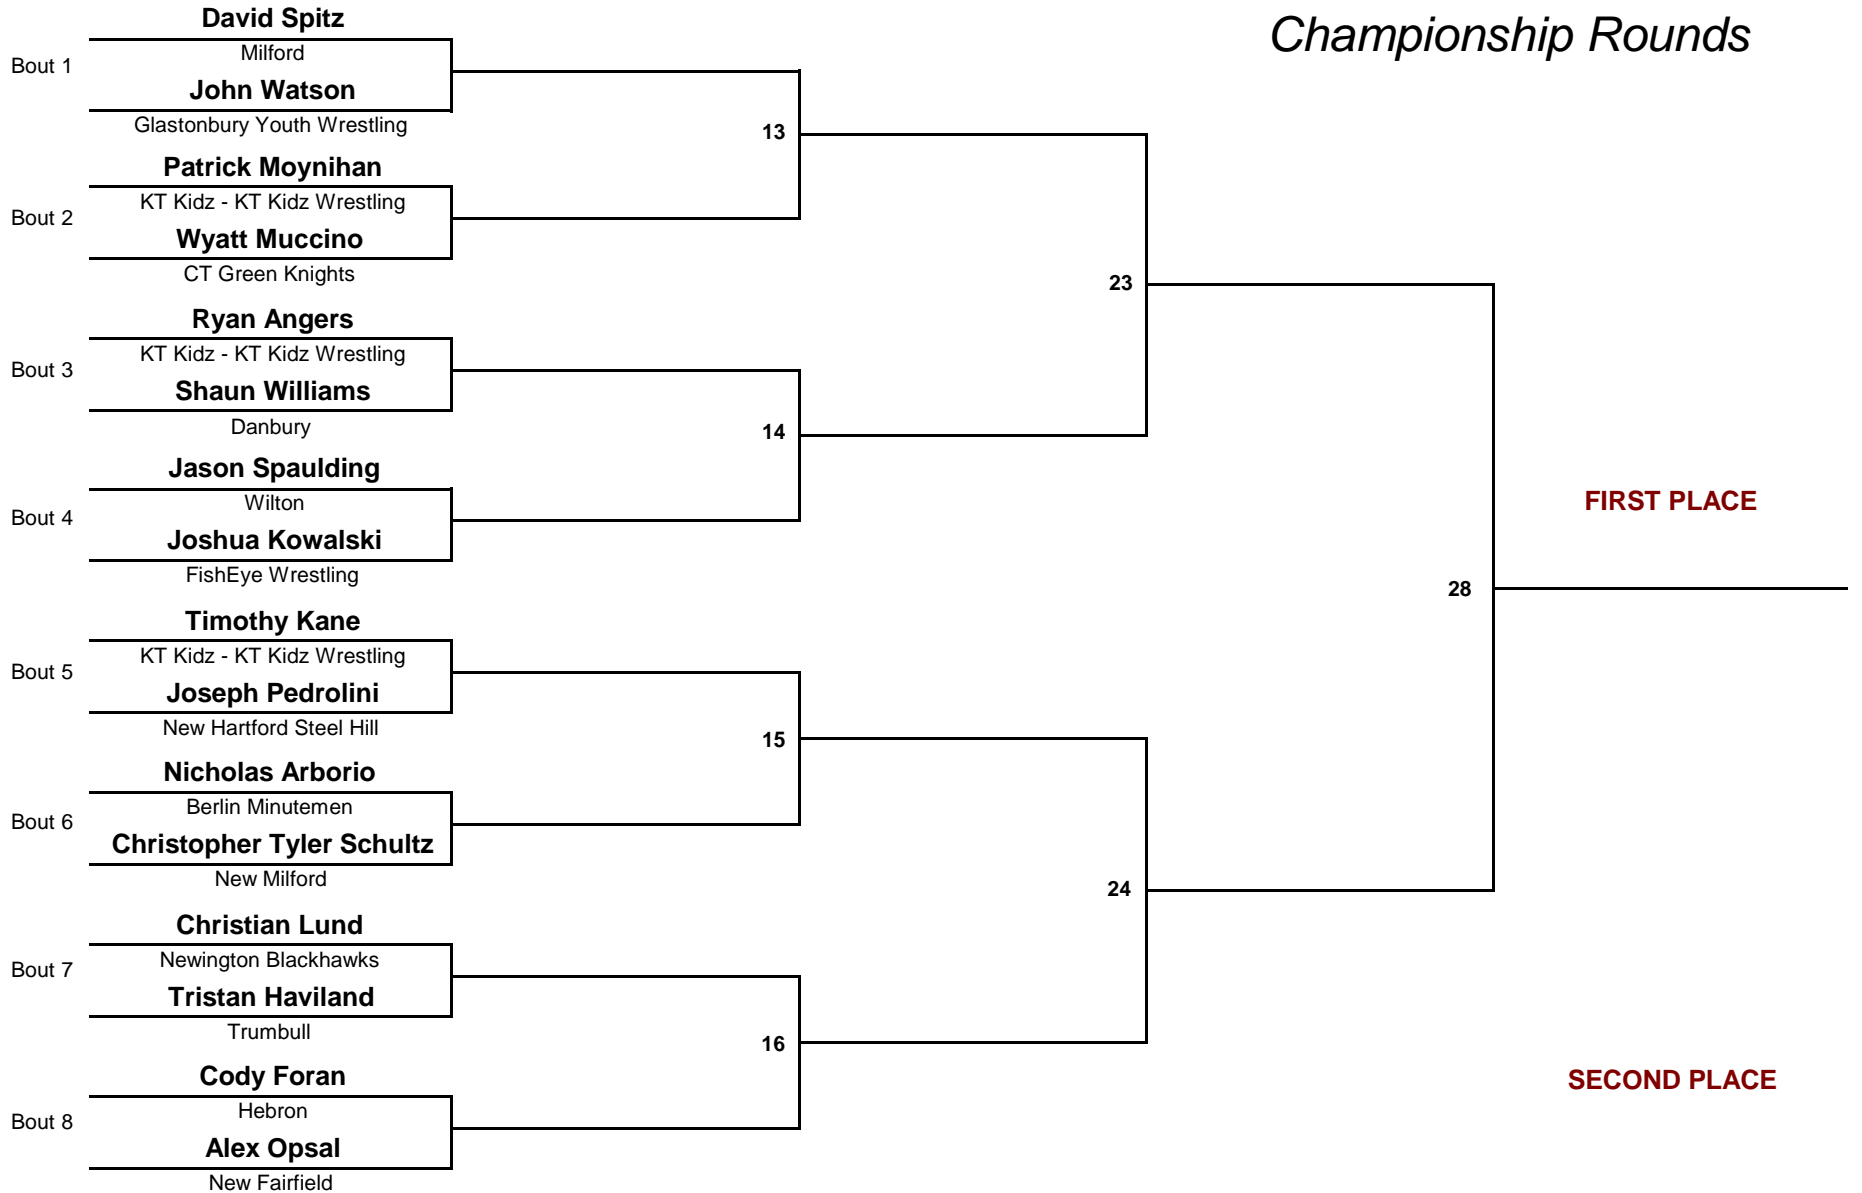 Championship Rounds
David Spitz
Bout 1
Milford
John Watson
Glastonbury Youth Wrestling
13
Patrick Moynihan
Bout 2
KT Kidz - KT Kidz Wrestling
Wyatt Muccino
CT Green Knights
23
Ryan Angers
Bout 3
KT Kidz - KT Kidz Wrestling
Shaun Williams
Danbury
14
Jason Spaulding
Bout 4
Wilton
Joshua Kowalski
FishEye Wrestling
FIRST PLACE
28
Timothy Kane
Bout 5
KT Kidz - KT Kidz Wrestling
Joseph Pedrolini
New Hartford Steel Hill
15
Nicholas Arborio
Bout 6
Berlin Minutemen
Christopher Tyler Schultz
New Milford
24
Christian Lund
Bout 7
Newington Blackhawks
Tristan Haviland
Trumbull
16
Cody Foran
Bout 8
Hebron
Alex Opsal
New Fairfield
SECOND PLACE